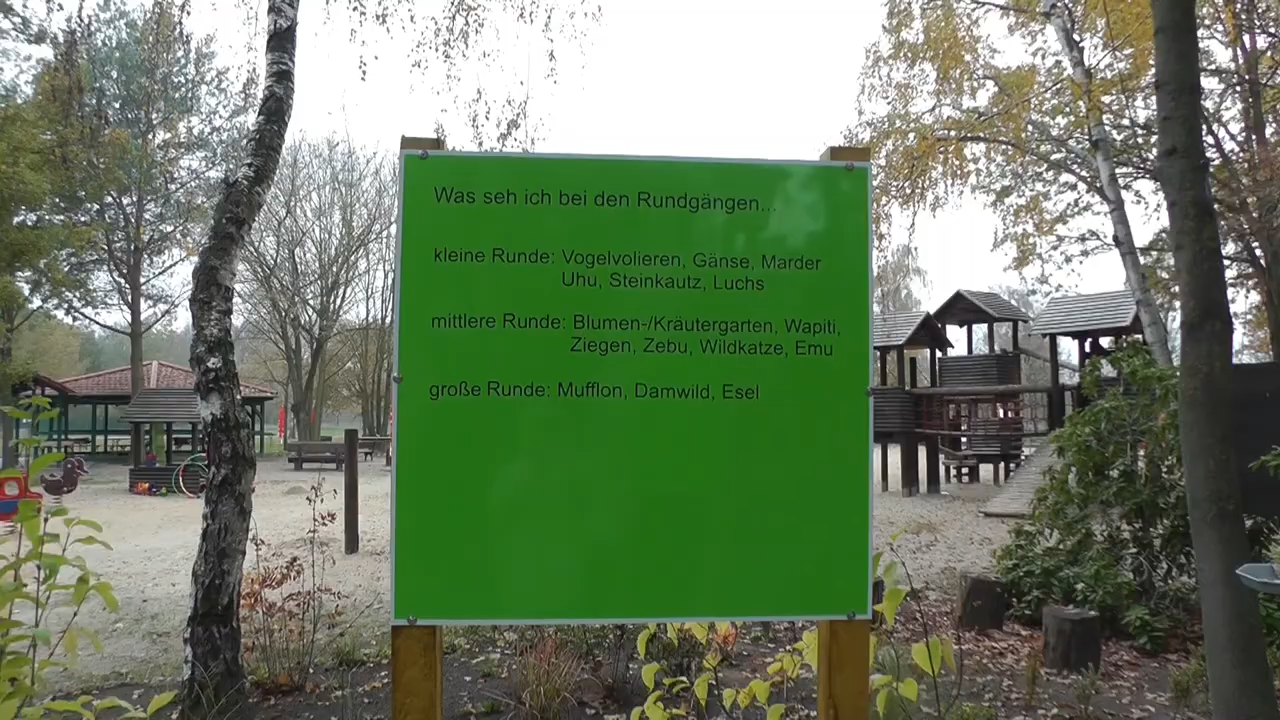 Was seh ich bei den Rundgängen...
kleine Runde: Vogelvolieren, Gänse, Marder
Uhu, Steinkautz, Luchs
mittlere Runde: Blumen-/Kräutergarten, Wapiti,
Ziegen, Zebu, Wildkatze, Emu
große Runde: Mufflon, Damwild, Esel